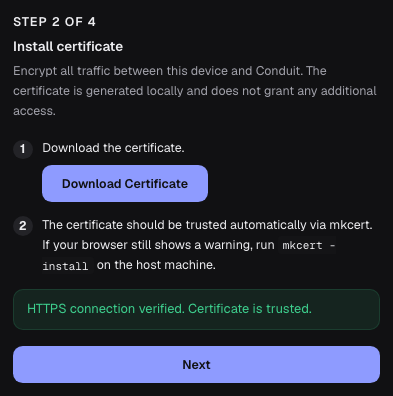 STEP 2 OF 4
Install certificate
Encrypt all traffic between this device and Conduit. The
certificate is generated locally and does not grant any additional
access.
1 Download the certificate.
Download Certificate
2 The certificate should be trusted automatically via mkcert.
If your browser still shows a warning, run mkcert -
install on the host machine.
HTTPS connection verified. Certificate is trusted.
Next